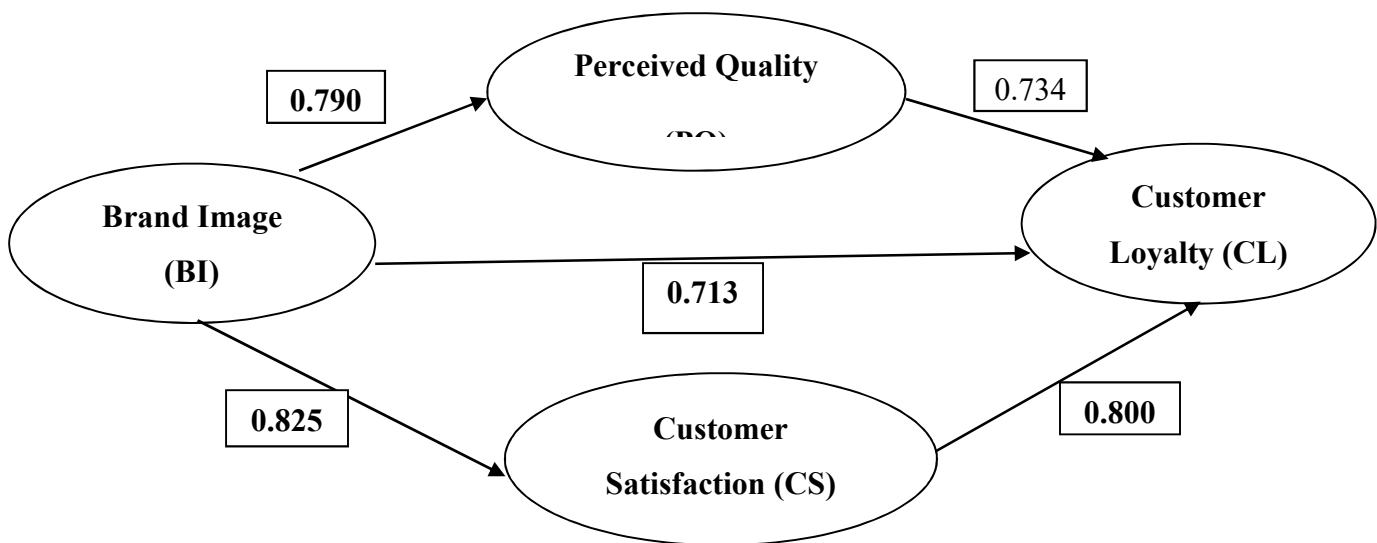 Perceived Quality
0.790
0.734
Brand Image
(BI)
Customer
Loyalty (CL)
0.713
0.825
Customer
Satisfaction (CS)
0.800